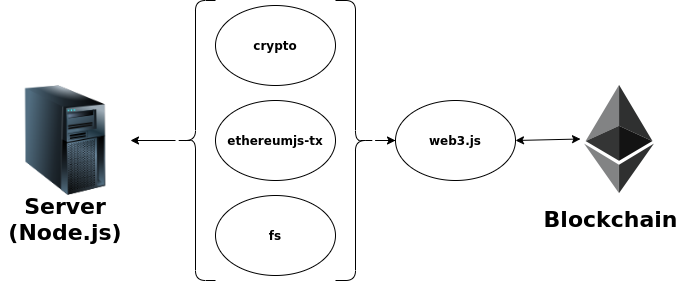 crypto
ethereumjs-tx
fs
web3.js
Server
(Node.js)
Blockchain